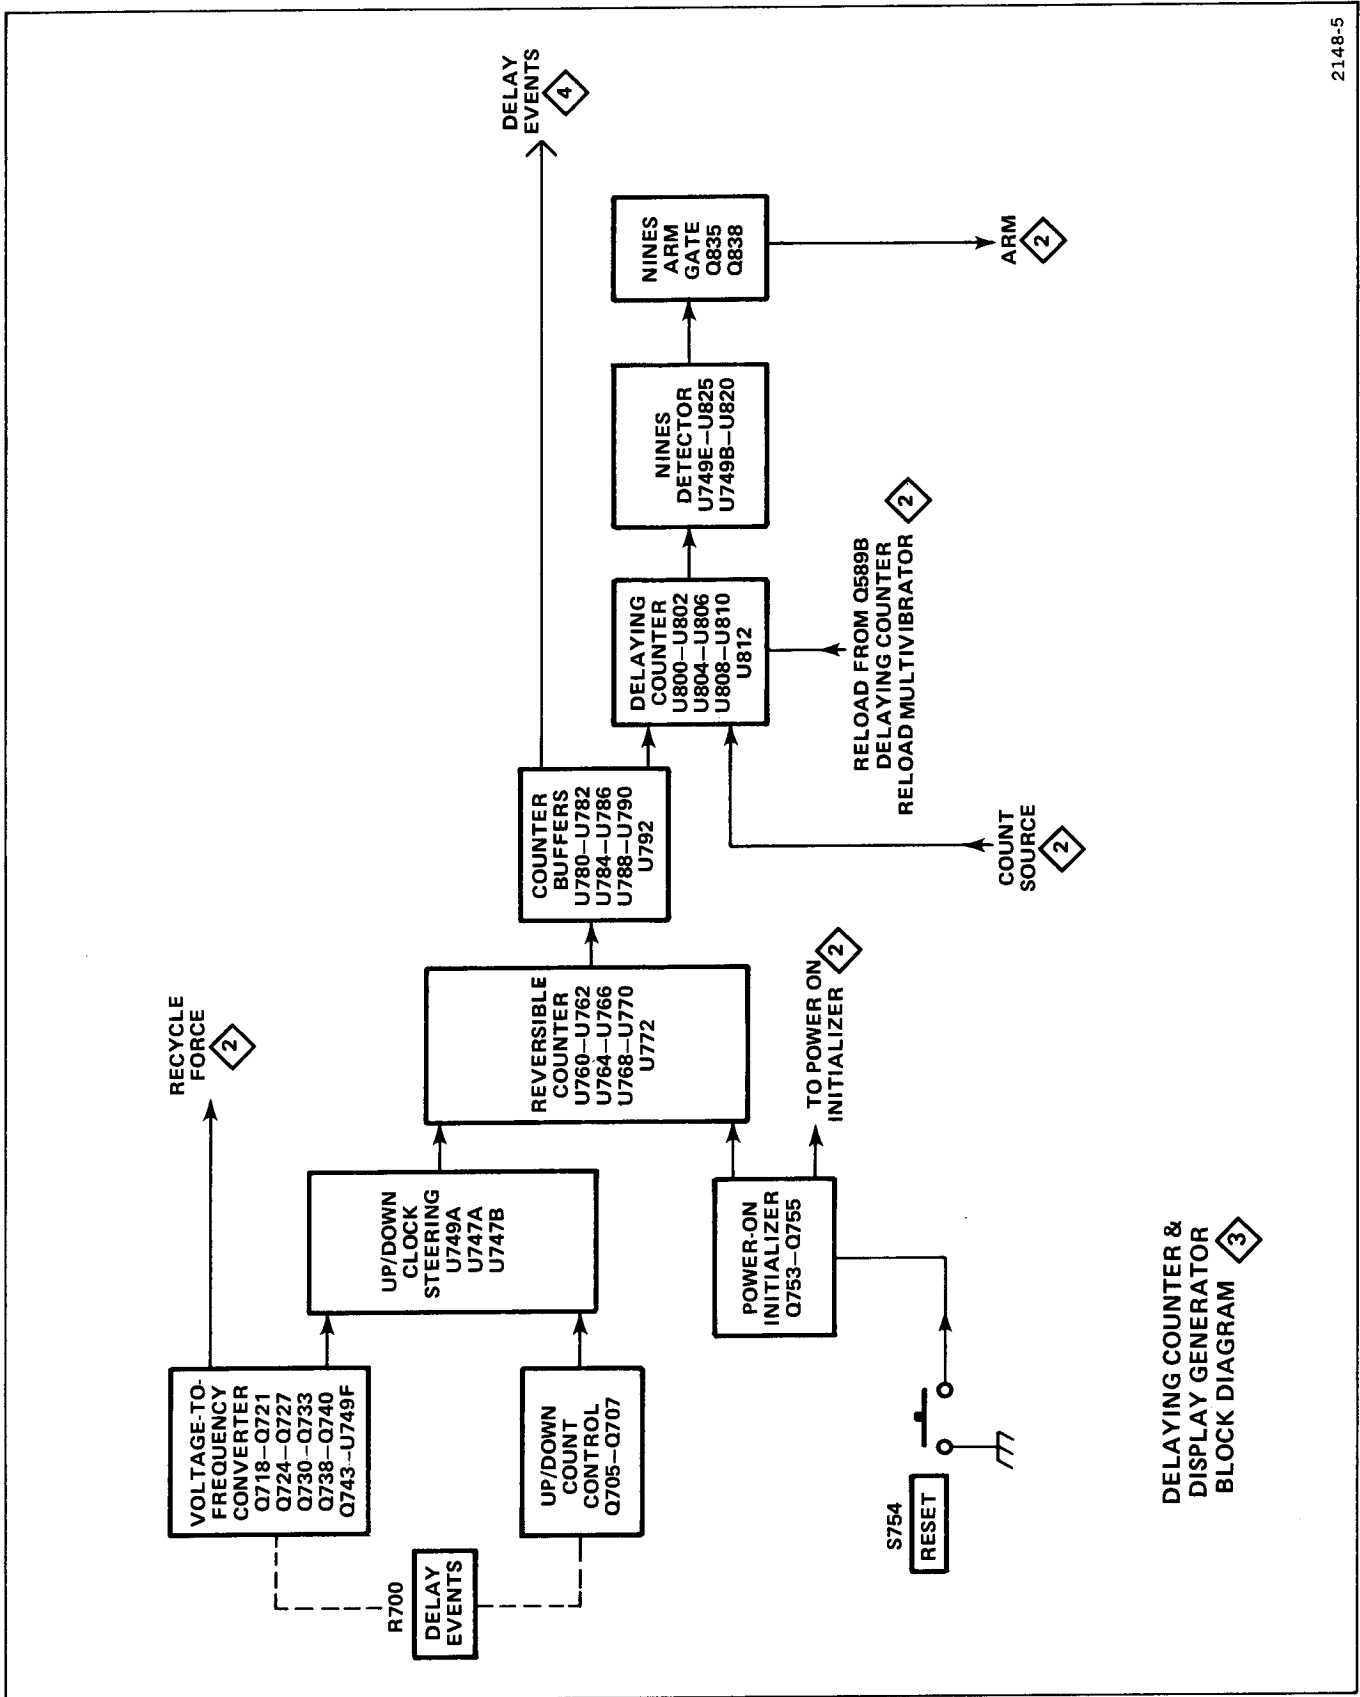 RECYCLE
FORCE
2
DELAY
EVENTS
4
VOLTAGE-TO-
FREQUENCY
CONVERTER
Q718—Q721
Q724—Q727
Q730—Q733
Q738—Q740
Q743—U749F
R700
DELAY
EVENTS
UP/DOWN
COUNT
CONTROL
Q705—Q707
UP/DOWN
CLOCK
STEERING
U749A
U747A
U747B
REVERSIBLE
COUNTER
U760—U762
U764—U766
U768—U770
U772
COUNTER
BUFFERS
U780—U782
U784—U786
U788—U790
U792
DELAYING
COUNTER
U800—U802
U804—U806
U808—U810
U812
NINES
DETECTOR
U749E—U825
U749B—U820
NINES
ARM
GATE
Q835
Q838
ARM
2
S754
RESET
POWER-ON
INITIALIZER
Q753—Q755
TO POWER ON
INITIALIZER
2
COUNT
SOURCE
2
RELOAD FROM Q589B
DELAYING COUNTER
RELOAD MULTIVIBRATOR
2
DELAYING COUNTER &
DISPLAY GENERATOR
BLOCK DIAGRAM
3
2148-5